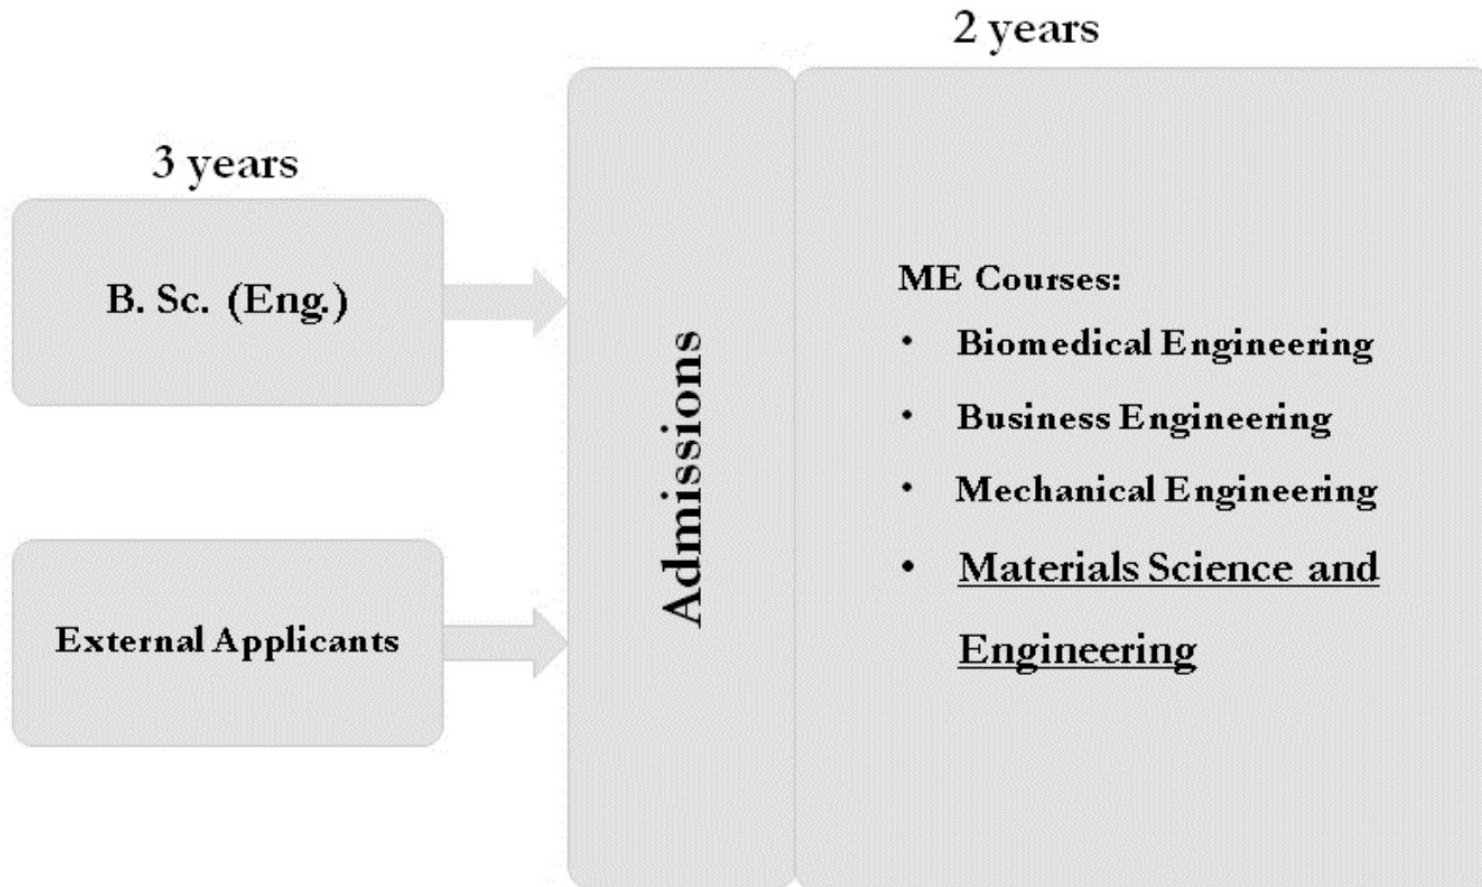 2 years
3 years
B. Sc. (Eng.)
External Applicants
Admissions
ME Courses:
• Biomedical Engineering
• Business Engineering
• Mechanical Engineering
• Materials Science and
Engineering